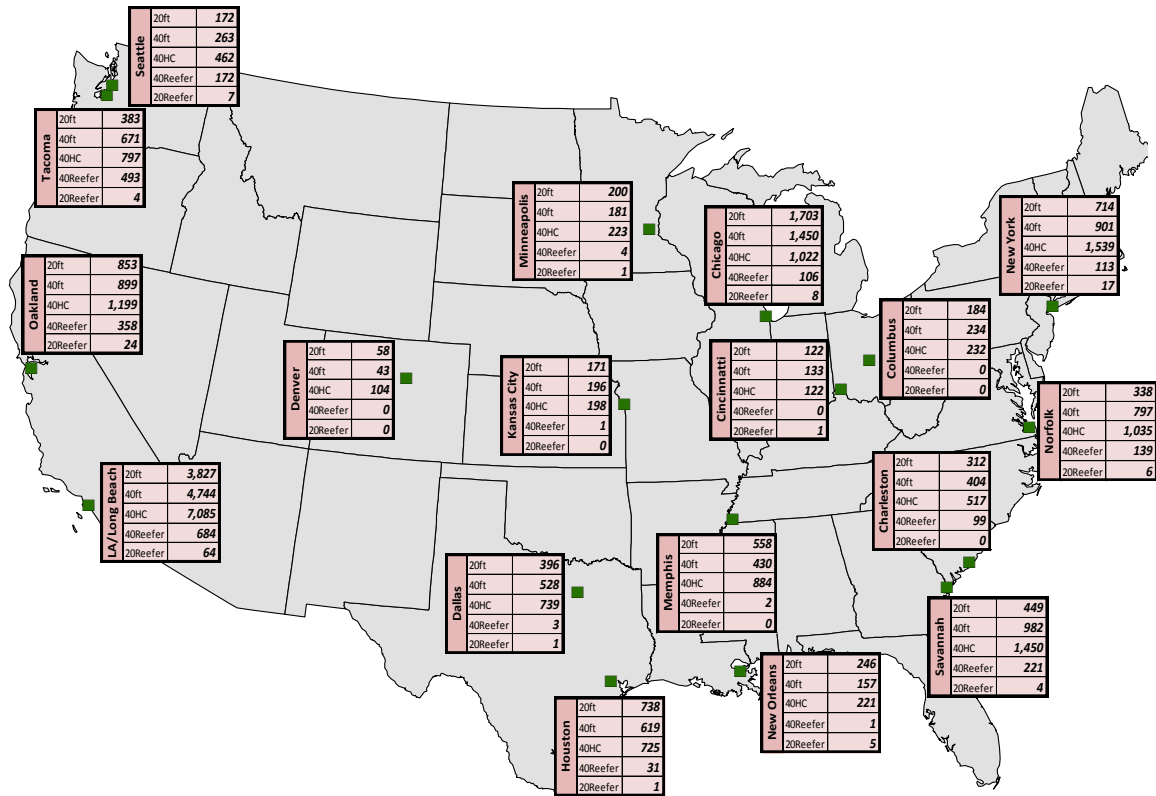 Seattle
20ft 172
40ft 263
40HC 462
40Reefer 172
20Reefer 7
Tacoma
20ft 383
40ft 671
40HC 797
40Reefer 493
20Reefer 4
Minneapolis
20ft 200
40ft 181
40HC 223
40Reefer 4
20Reefer 1
Chicago
20ft 1,703
40ft 1,450
40HC 1,022
40Reefer 106
20Reefer 8
New York
20ft 714
40ft 901
40HC 1,539
40Reefer 113
20Reefer 17
Oakland
20ft 853
40ft 899
40HC 1,199
40Reefer 358
20Reefer 24
Denver
20ft 58
40ft 43
40HC 104
40Reefer 0
20Reefer 0
Kansas City
20ft 171
40ft 196
40HC 198
40Reefer 1
20Reefer 0
Cincinnatti
20ft 122
40ft 133
40HC 122
40Reefer 0
20Reefer 1
Columbus
20ft 184
40ft 234
40HC 232
40Reefer 0
20Reefer 0
Norfolk
20ft 338
40ft 797
40HC 1,035
40Reefer 139
20Reefer 6
LA/Long Beach
20ft 3,827
40ft 4,744
40HC 7,085
40Reefer 684
20Reefer 64
Charleston
20ft 312
40ft 404
40HC 517
40Reefer 99
20Reefer 0
Dallas
20ft 396
40ft 528
40HC 739
40Reefer 3
20Reefer 1
Memphis
20ft 558
40ft 430
40HC 884
40Reefer 2
20Reefer 0
Savannah
20ft 449
40ft 982
40HC 1,450
40Reefer 221
20Reefer 4
New Orleans
20ft 246
40ft 157
40HC 221
40Reefer 1
20Reefer 5
Houston
20ft 738
40ft 619
40HC 725
40Reefer 31
20Reefer 1